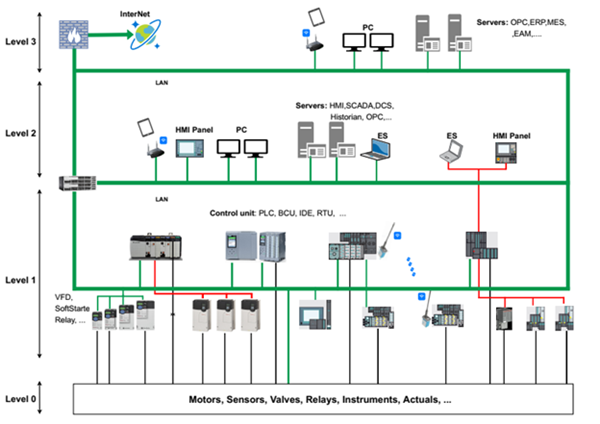 Level 3
InterNet
PC
Servers: OPC,ERP,MES,
,EAM,....
LAN
Level 2
HMI Panel
PC
Servers: HMI,SCADA,DCS,
Historian, OPC,...
ES
ES
HMI Panel
LAN
Control unit: PLC, BCU, IDE, RTU, ...
Level 1
VFD,
SoftStarte
Relay, ...
Level 0
Motors, Sensors, Valves, Relays, Instruments, Actuals, ...